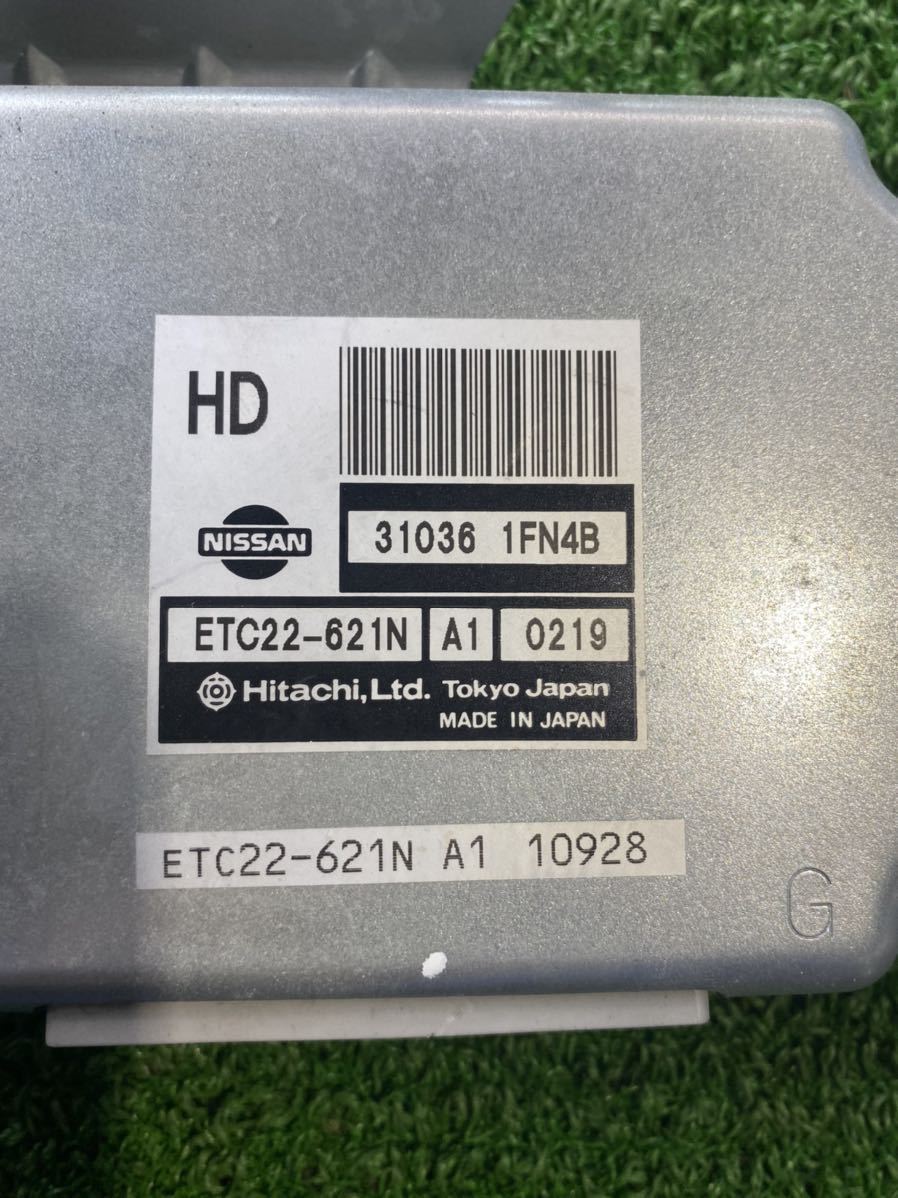 HD
NISSAN
31036 1FN4B
ETC22-621N A1 0219
Hitachi, Ltd. Tokyo Japan
MADE IN JAPAN
ETC22-621N A1 10928
G